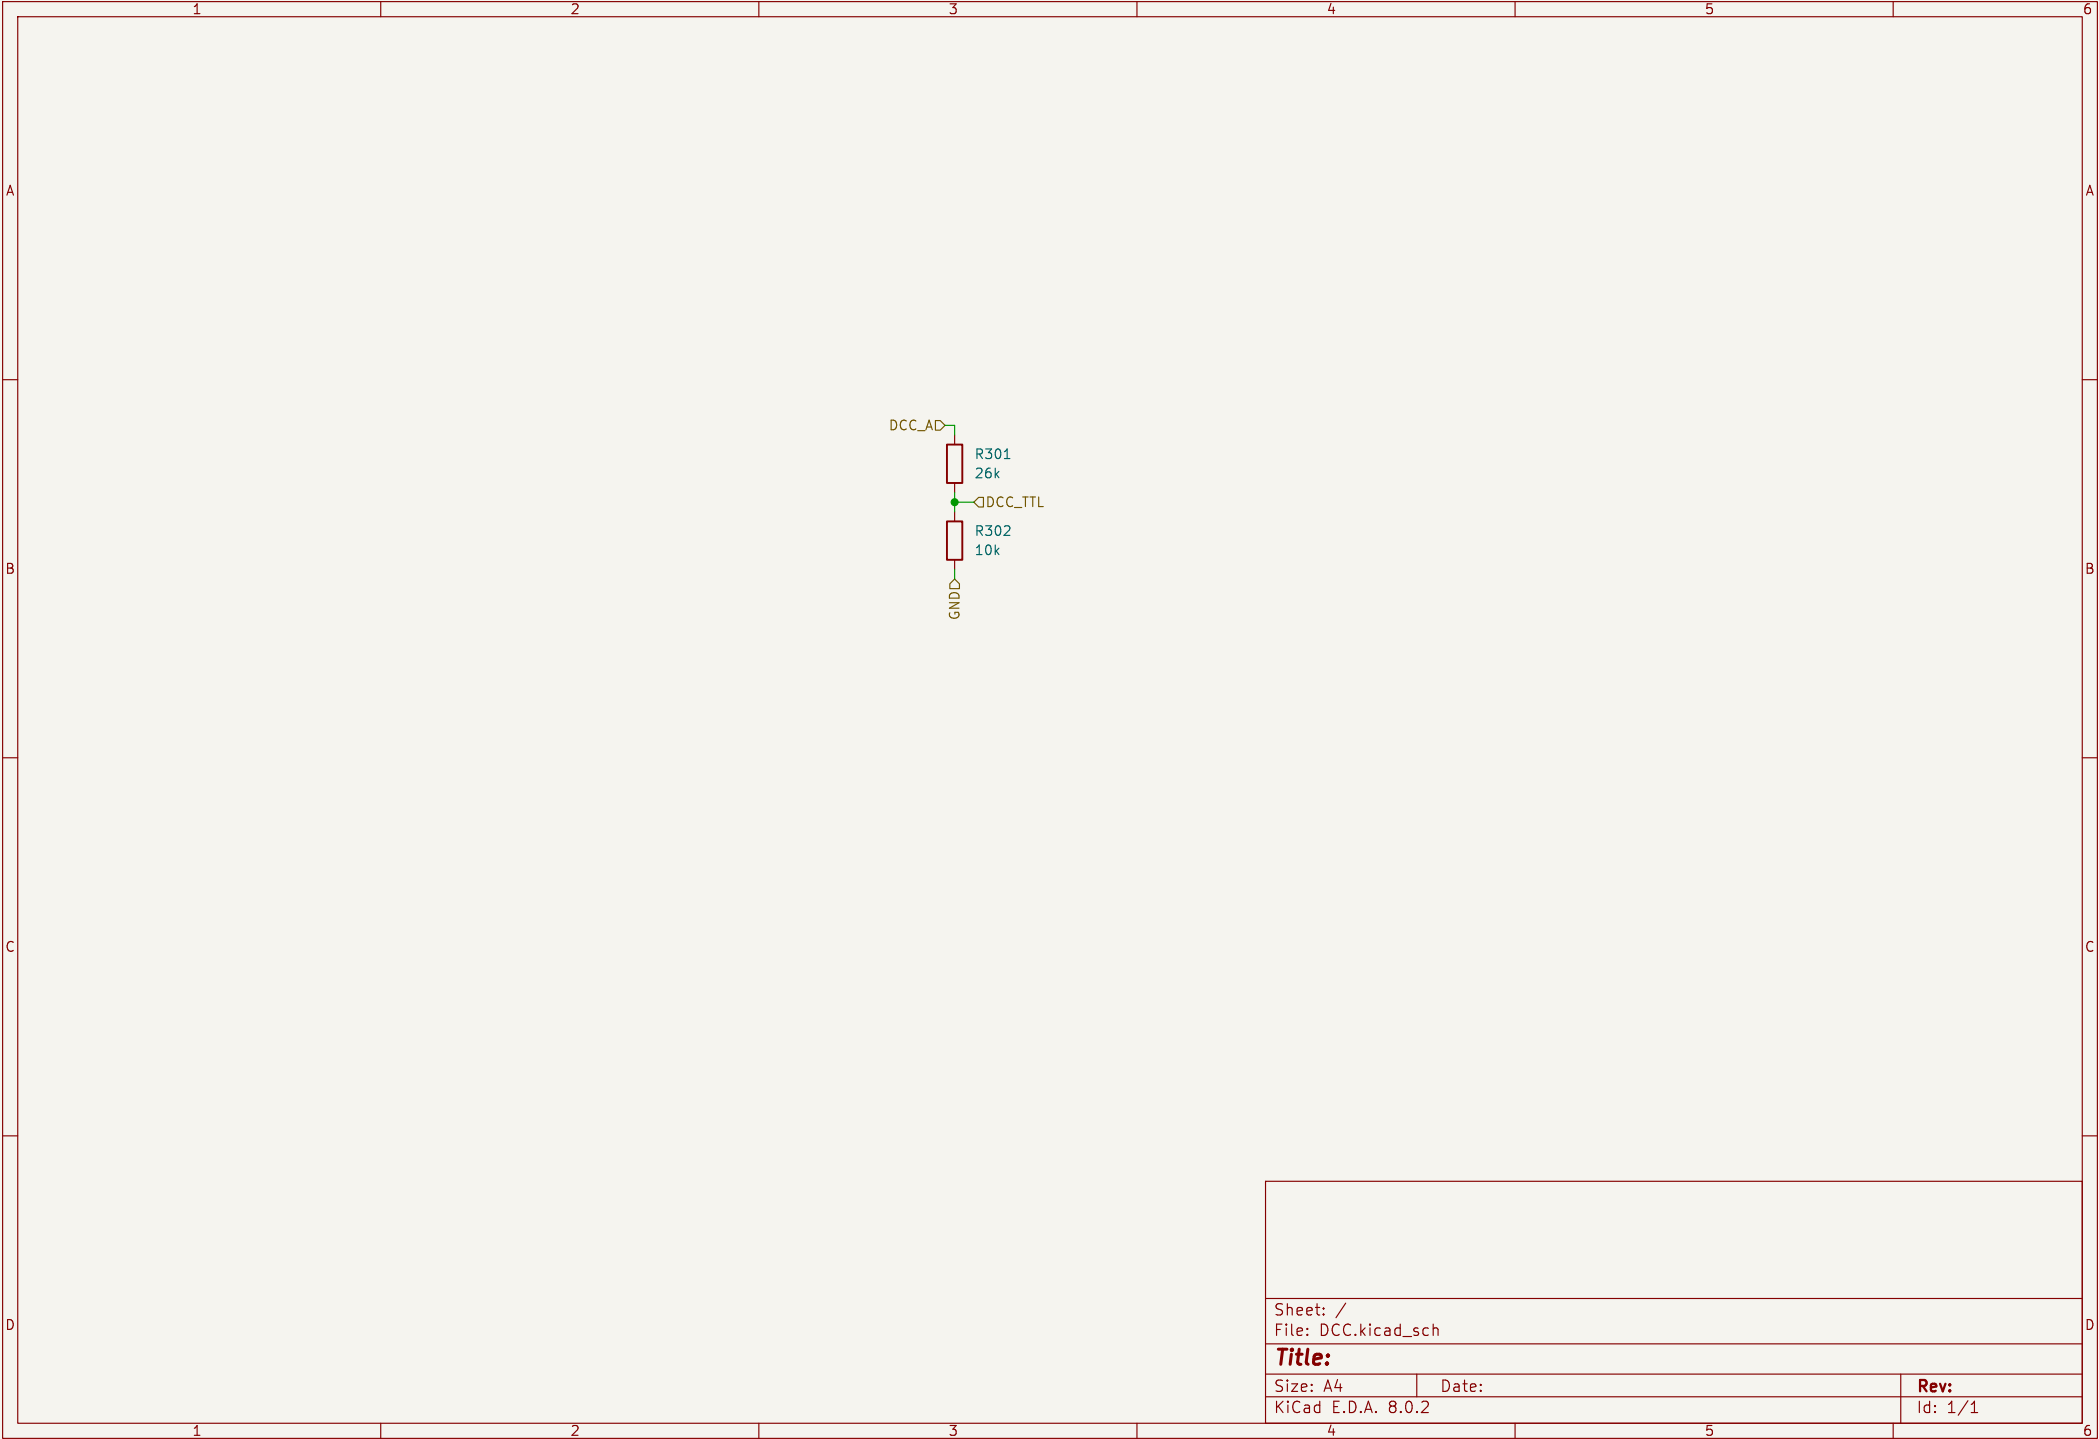 1 2 3 4 5 6
A A
DCC_A
R301
26k
DCC_TTL
R302
10k
B B
GND
C C
Sheet: /
File: DCC.kicad_sch
D D
Title:
Size: A4 Date: Rev:
KiCad E.D.A. 8.0.2 Id: 1/1
1 2 3 4 5 6